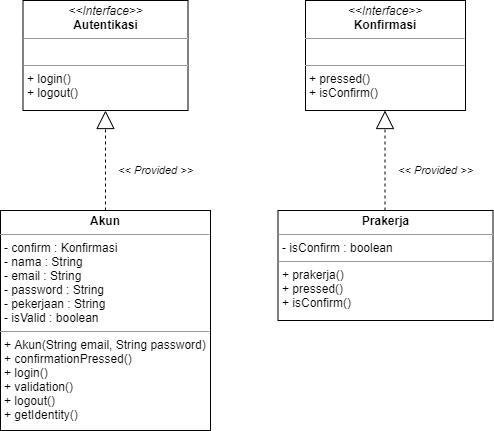 <<Interface>>
Autentikasi
+ login()
+ logout()
<<Interface>>
Konfirmasi
+ pressed()
+ isConfirm()
<< Provided >>
<< Provided >>
Akun
- confirm : Konfirmasi
- nama : String
- email : String
- password : String
- pekerjaan : String
- isValid : boolean
+ Akun(String email, String password)
+ confirmationPressed()
+ login()
+ validation()
+ logout()
+ getIdentity()
Prakerja
- isConfirm : boolean
+ prakerja()
+ pressed()
+ isConfirm()